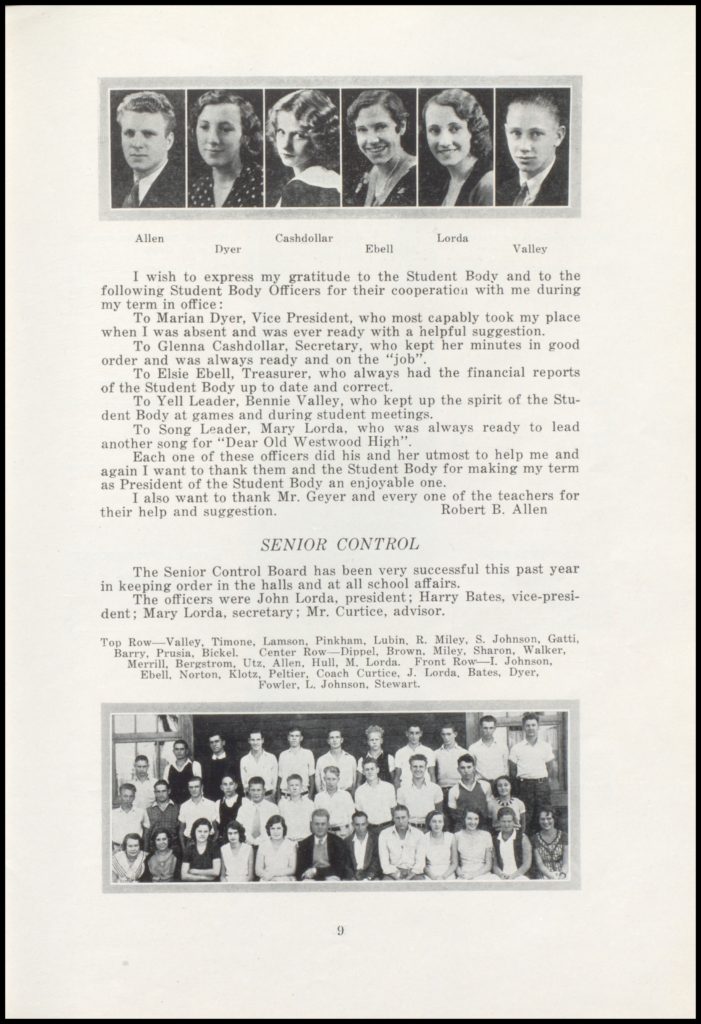 Allen
Dyer
Cashdollar
Ebell
Lorda
Valley
I wish to express my gratitude to the Student Body and to the
following Student Body Officers for their cooperation with me during
my term in office:
To Marian Dyer, Vice President, who most capably took my place
when I was absent and was ever ready with a helpful suggestion.
To Glenna Cashdollar, Secretary, who kept her minutes in good
order and was always ready and on the “job”.
To Elsie Ebell, Treasurer, who always had the financial reports
of the Student Body up to date and correct.
To Yell Leader, Bennie Valley, who kept up the spirit of the Stu-
dent Body at games and during student meetings.
To Song Leader, Mary Lorda, who was always ready to lead
another song for “Dear Old Westwood High”.
Each one of these officers did his and her utmost to help me and
again I want to thank them and the Student Body for making my term
as President of the Student Body an enjoyable one.
I also want to thank Mr. Geyer and every one of the teachers for
their help and suggestion. Robert B. Allen
SENIOR CONTROL
The Senior Control Board has been very successful this past year
in keeping order in the halls and at all school affairs.
The officers were John Lorda, president; Harry Bates, vice-presi-
dent; Mary Lorda, secretary; Mr. Curtice, advisor.
Top Row—Valley, Timone, Lamson, Pinkham, Lubin, R. Miley, S. Johnson, Gatti,
Barry, Prusia, Bickel. Center Row—Dippel, Brown, Miley, Sharon, Walker,
Merrill, Bergstrom, Utz, Allen, Hull, M. Lorda. Front Row—I. Johnson,
Ebell, Norton, Klotz, Peltier, Coach Curtice, J. Lorda, Bates, Dyer,
Fowler, L. Johnson, Stewart.
9